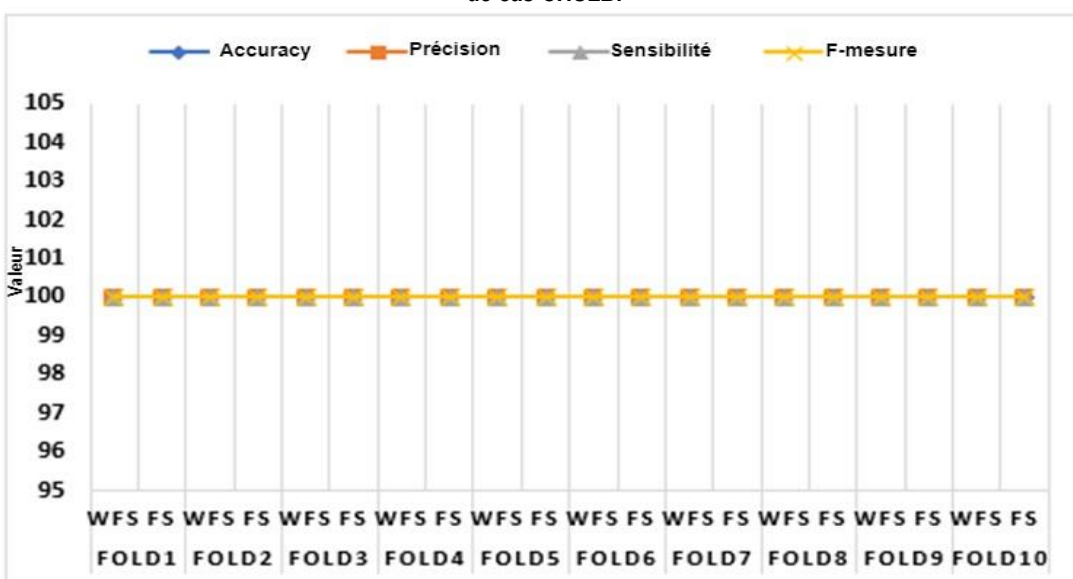 Accuracy Précision Sensibilité F-mesure
105
104
103
102
101
100
99
98
97
96
95
Valeur
WFS FS WFS FS WFS FS WFS FS WFS FS WFS FS WFS FS WFS FS WFS FS WFS FS
FOLD1 FOLD2 FOLD3 FOLD4 FOLD5 FOLD6 FOLD7 FOLD8 FOLD9 FOLD10